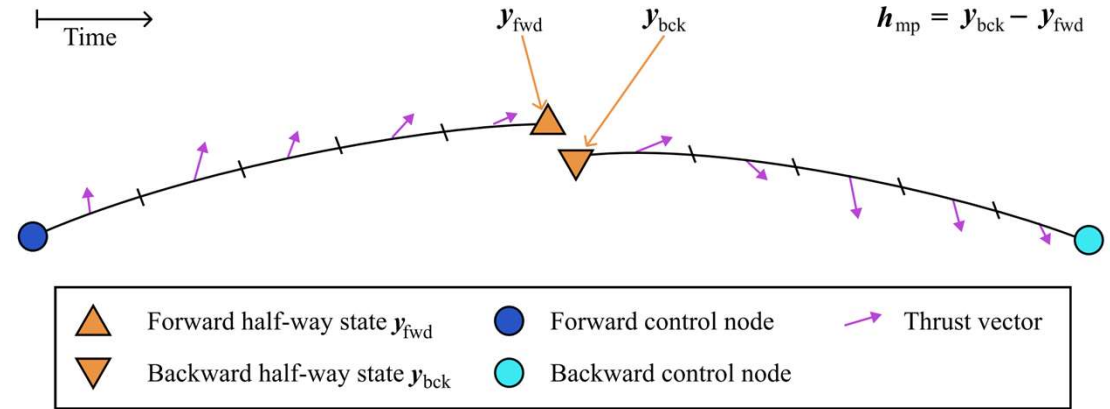 Time
y_fwd
y_bck
h_mp = y_bck − y_fwd
Forward half-way state y_fwd
Forward control node
Thrust vector
Backward half-way state y_bck
Backward control node